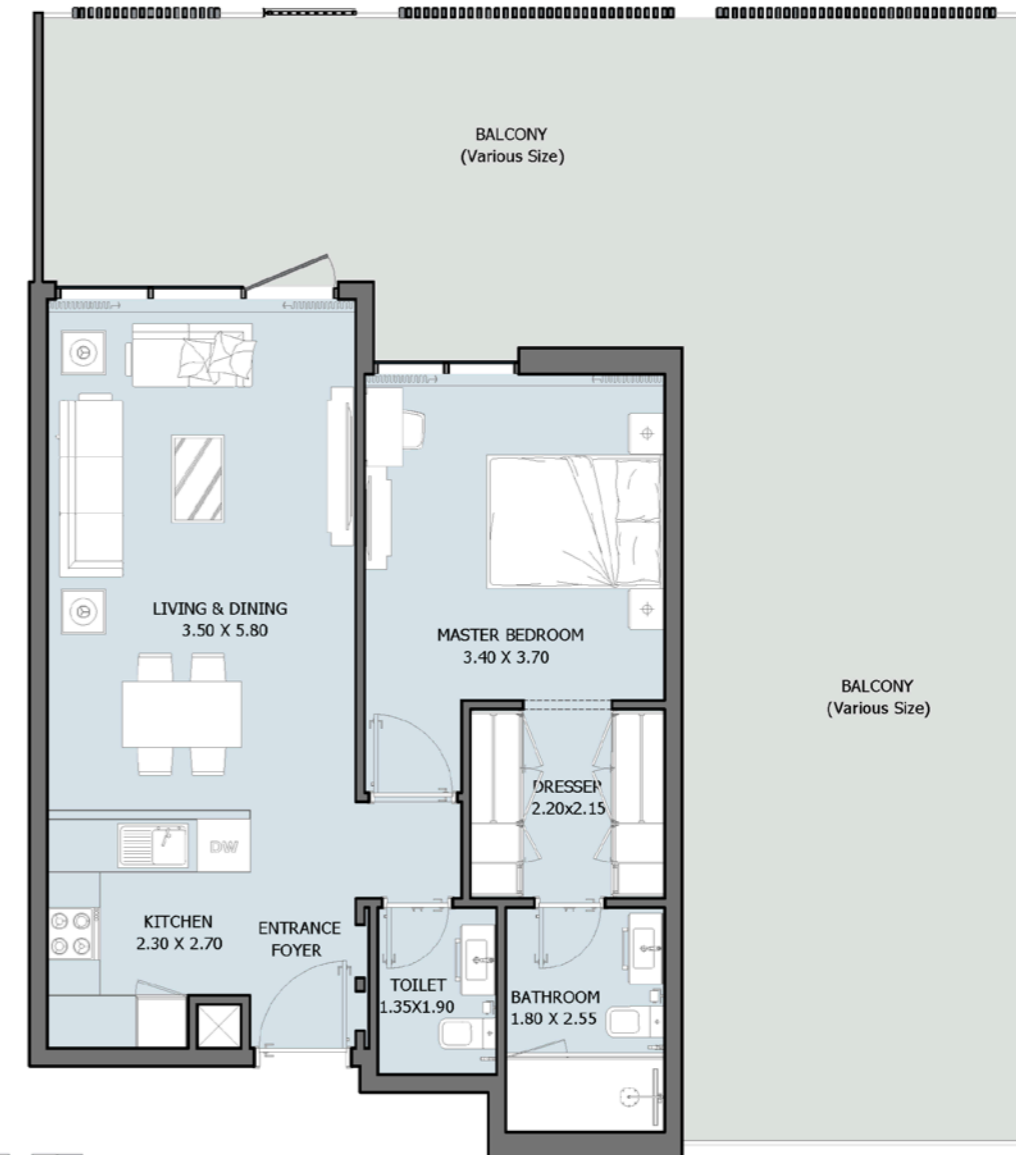 BALCONY
(Various Size)
LIVING & DINING
3.50 X 5.80
MASTER BEDROOM
3.40 X 3.70
BALCONY
(Various Size)
DRESSER
2.20x2.15
DW
KITCHEN
2.30 X 2.70
ENTRANCE
FOYER
TOILET
1.35X1.90
BATHROOM
1.80 X 2.55